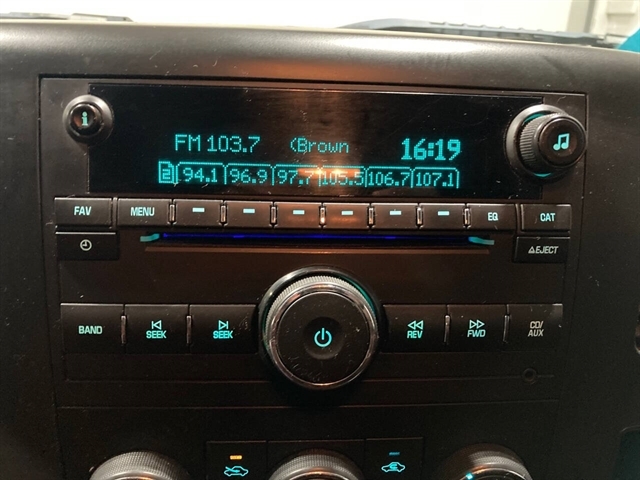 i
FM 103.7 (Brown 16:19
2 94.1 96.9 97.7 105.5 106.7 107.1
FAV MENU EQ CAT
EJECT
BAND SEEK SEEK REV FWD CD/AUX